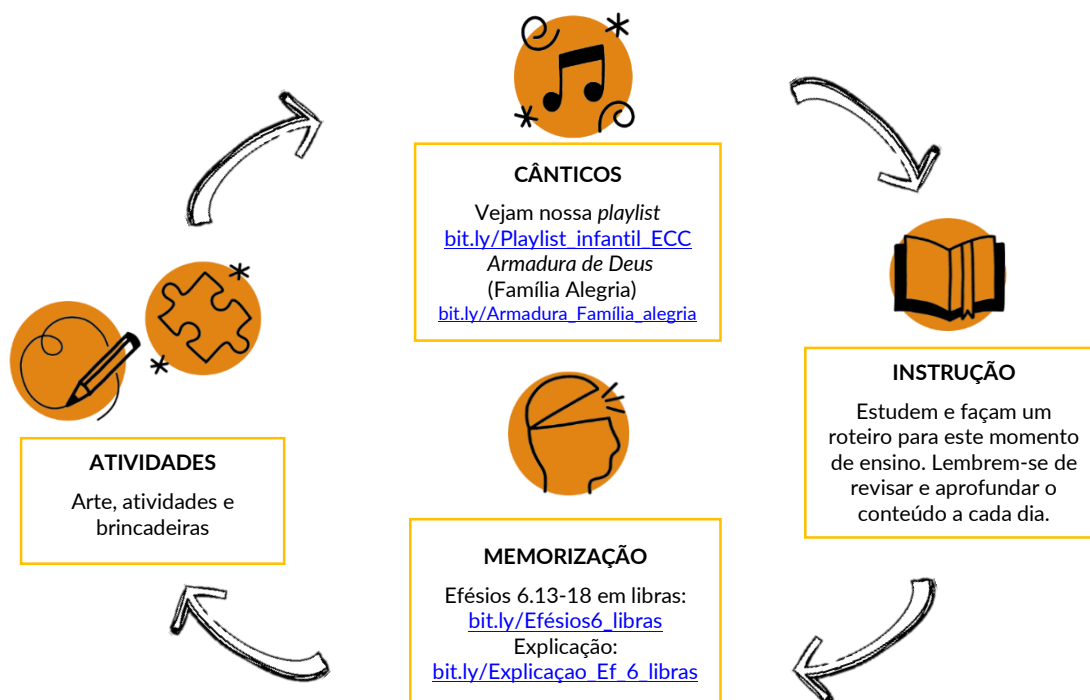 CÂNTICOS
Vejam nossa playlist
bit.ly/Playlist_infantil_ECC
Armadura de Deus
(Família Alegria)
bit.ly/Armadura_Família_alegria
INSTRUÇÃO
Estudem e façam um
roteiro para este momento
de ensino. Lembrem-se de
revisar e aprofundar o
conteúdo a cada dia.
MEMORIZAÇÃO
Efésios 6.13-18 em libras:
bit.ly/Efésios6_libras
Explicação:
bit.ly/Explicaçao_Ef_6_libras
ATIVIDADES
Arte, atividades e
brincadeiras